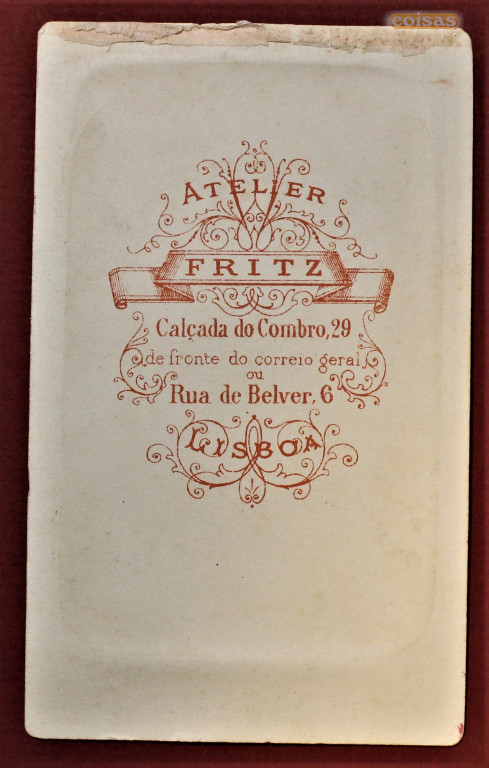 coisas
ATELIER
FRITZ
Calçada do Combro, 29
de fronte do correio geral
ou
Rua de Belver, 6
LISBOA